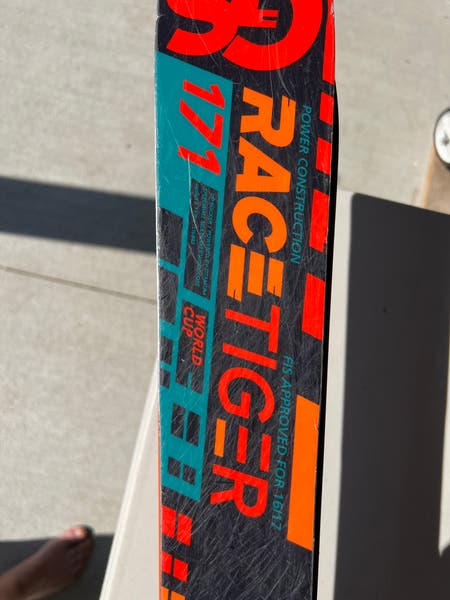 171
RACETIGER
POWER CONSTRUCTION
FIS APPROVED FOR 16/17
WORLD
CUP